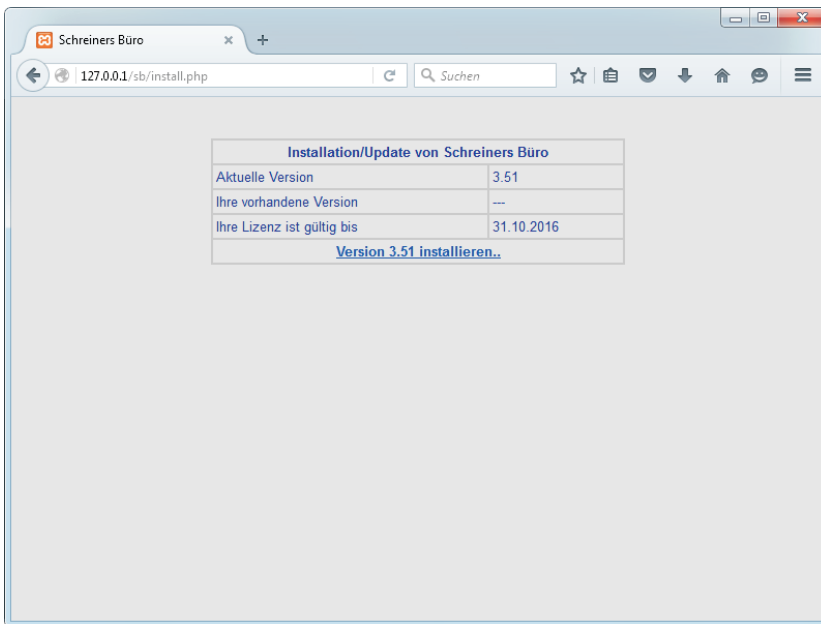 Schreiners Büro
127.0.0.1/sb/install.php
Suchen
Installation/Update von Schreiners Büro
Aktuelle Version 3.51
Ihre vorhandene Version ---
Ihre Lizenz ist gültig bis 31.10.2016
Version 3.51 installieren..